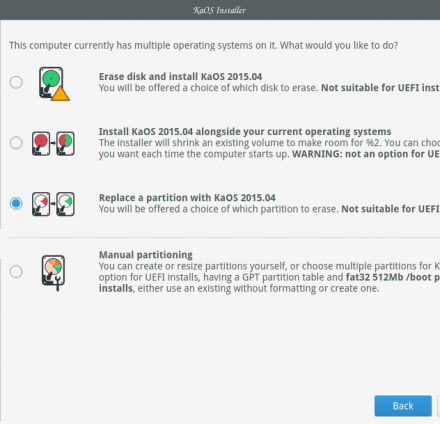 KaOS Installer
This computer currently has multiple operating systems on it. What would you like to do?
Erase disk and install KaOS 2015.04
You will be offered a choice of which disk to erase. Not suitable for UEFI inst
Install KaOS 2015.04 alongside your current operating systems
The installer will shrink an existing volume to make room for %2. You can choo
you want each time the computer starts up. WARNING: not an option for UE
Replace a partition with KaOS 2015.04
You will be offered a choice of which partition to erase. Not suitable for UEFI
Manual partitioning
You can create or resize partitions yourself, or choose multiple partitions for K
option for UEFI installs, having a GPT partition table and fat32 512Mb /boot p
installs, either use an existing without formatting or create one.
Back